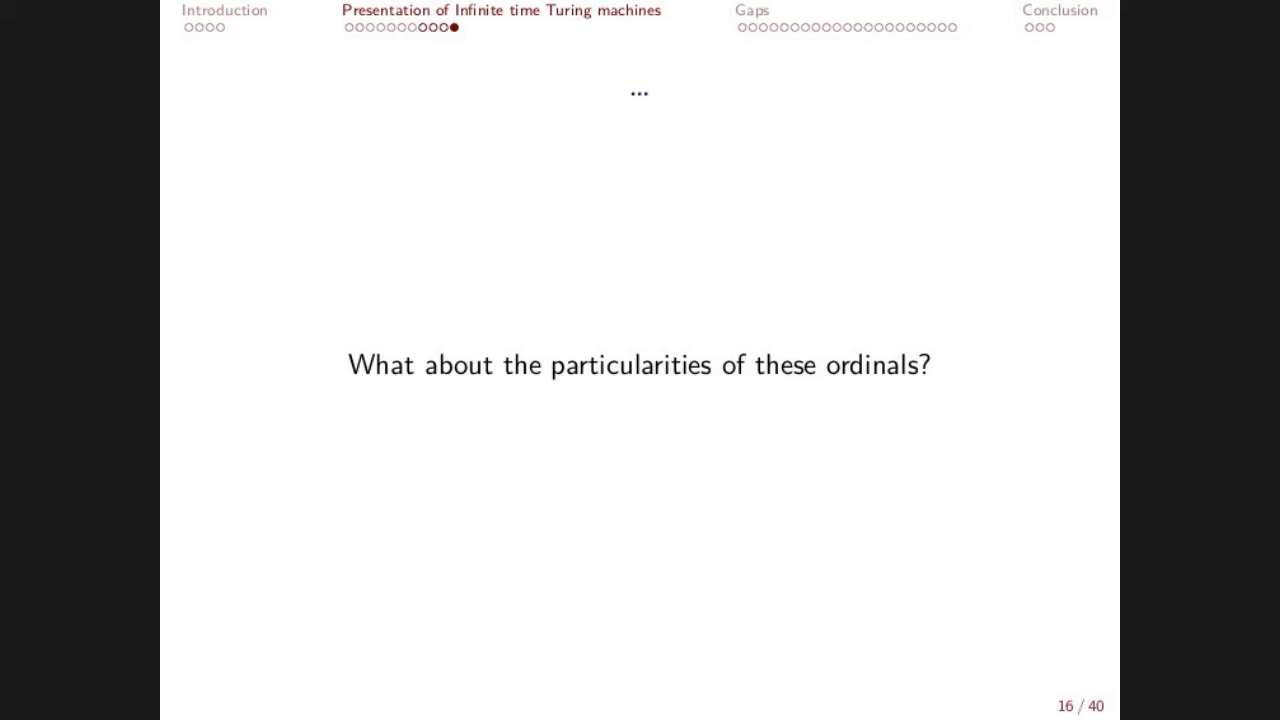 Introduction
Presentation of Infinite time Turing machines
Gaps
Conclusion
...
What about the particularities of these ordinals?
16 / 40